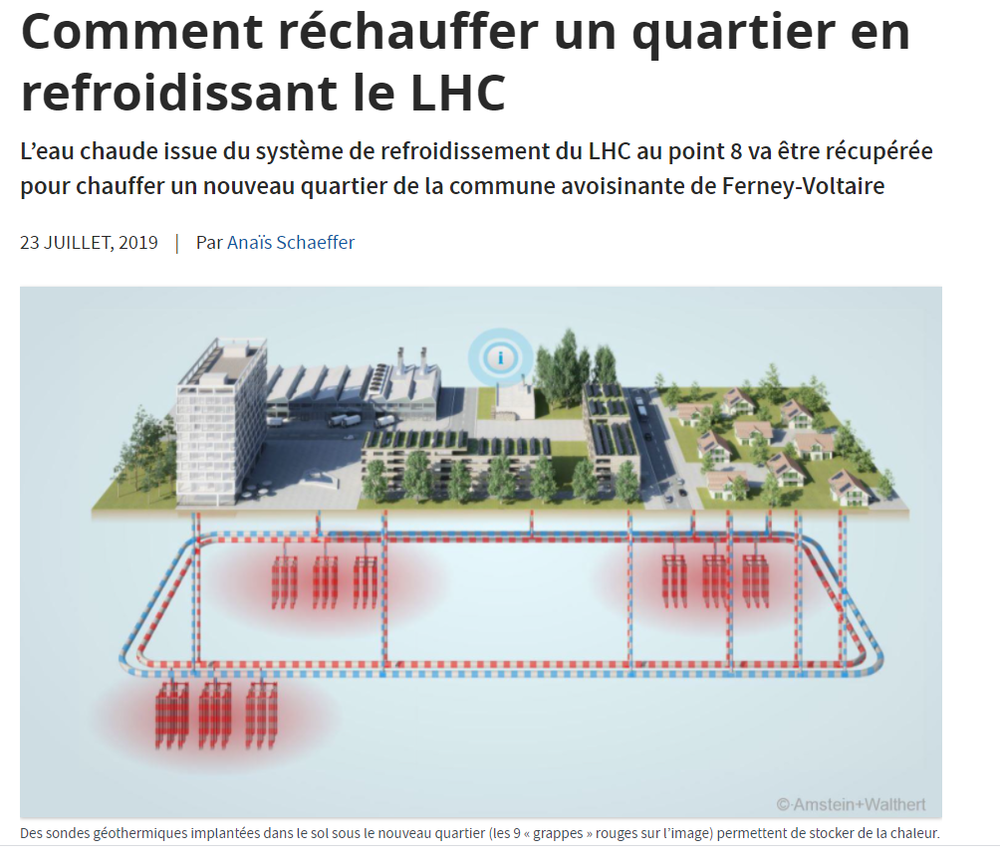 Comment réchauffer un quartier en
refroidissant le LHC
L’eau chaude issue du système de refroidissement du LHC au point 8 va être récupérée
pour chauffer un nouveau quartier de la commune avoisinante de Ferney-Voltaire
23 JUILLET, 2019 | Par Anaïs Schaeffer
i
© Amstein+Walthert
Des sondes géothermiques implantées dans le sol sous le nouveau quartier (les 9 « grappes » rouges sur l’image) permettent de stocker de la chaleur.